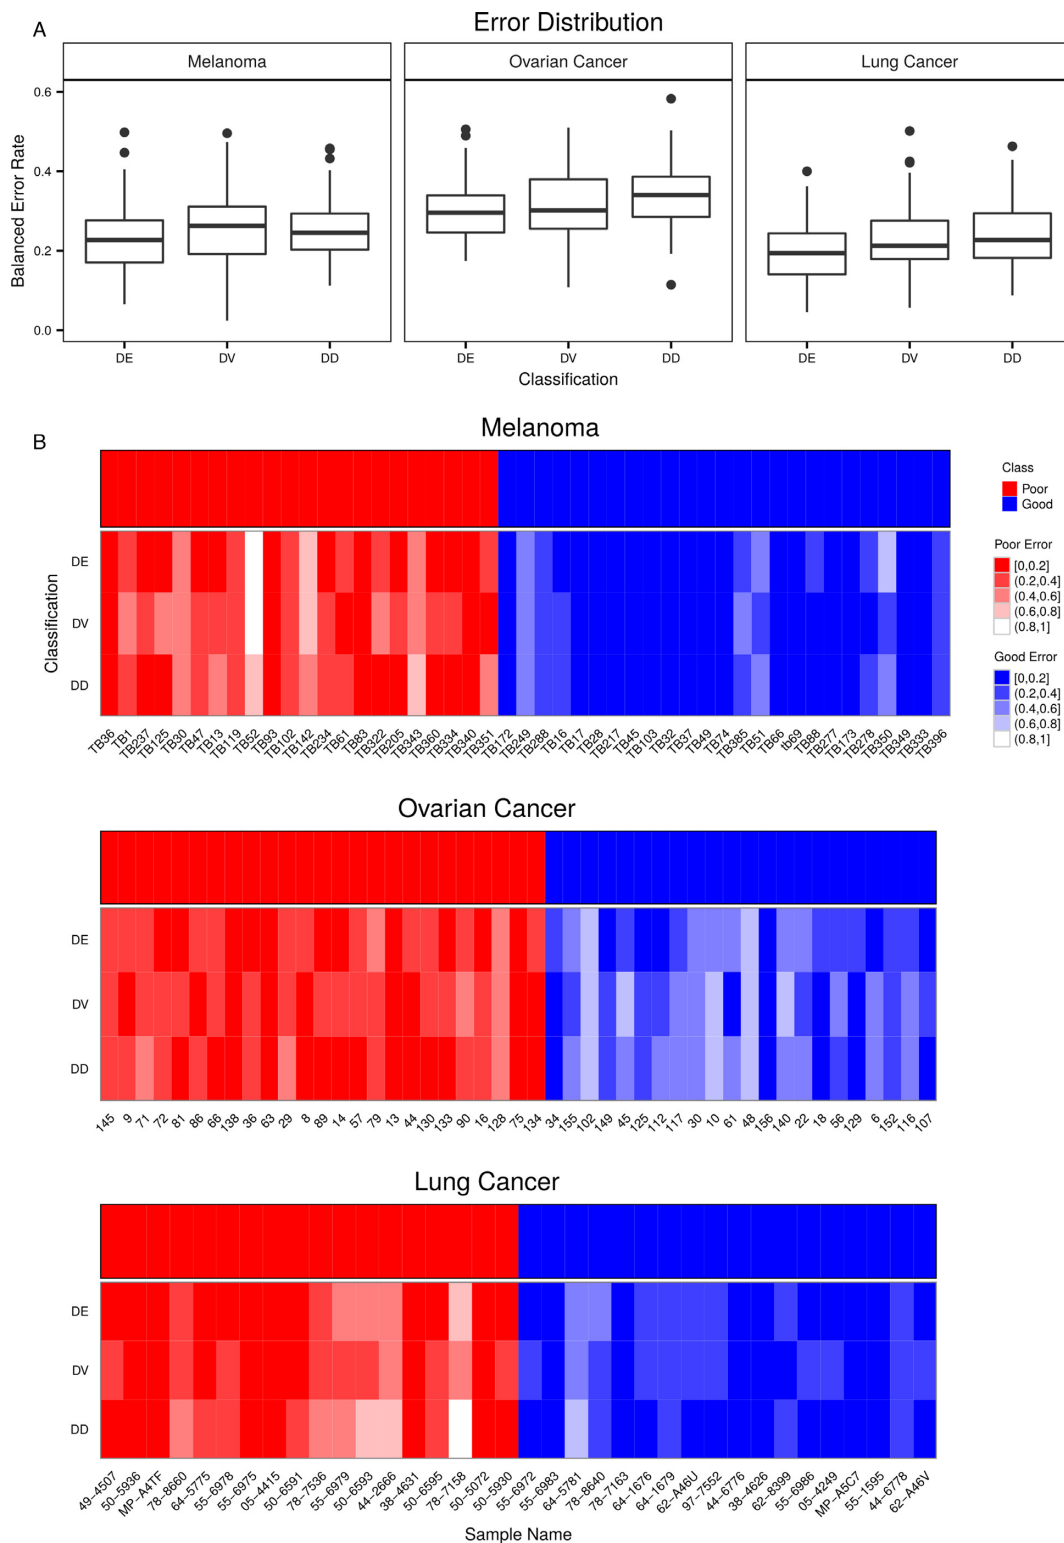 A
Error Distribution
Melanoma Ovarian Cancer Lung Cancer
Balanced Error Rate
0.6
0.4
0.2
0.0
DE DV DD DE DV DD DE DV DD
Classification
B
Melanoma
Class
Poor
Good
Poor Error
[0,0.2]
(0.2,0.4]
(0.4,0.6]
(0.6,0.8]
(0.8,1]
Good Error
[0,0.2]
(0.2,0.4]
(0.4,0.6]
(0.6,0.8]
(0.8,1]
Classification
DE
DV
DD
TB36 TB1 TB237 TB125 TB30 TB47 TB13 TB119 TB52 TB93 TB102 TB142 TB234 TB61 TB83 TB322 TB205 TB343 TB360 TB334 TB340 TB351 TB172 TB249 TB288 TB16 TB17 TB28 TB217 TB45 TB103 TB32 TB37 TB49 TB74 TB385 TB51 TB66 tb69 TB88 TB277 TB173 TB278 TB350 TB349 TB333 TB396
Ovarian Cancer
DE
DV
DD
145 9 71 72 81 86 66 138 36 63 29 8 89 14 57 79 13 44 130 133 90 16 128 75 134 34 155 102 149 45 125 112 117 30 10 61 48 156 140 22 18 56 129 6 152 116 107
Lung Cancer
DE
DV
DD
49-4507 50-5936 MP-A4TF 78-8660 64-5775 55-6978 55-6975 05-4415 50-6591 78-7536 55-6979 50-6593 44-2666 38-4631 50-6595 78-7158 50-5072 50-5930 55-6972 55-6983 64-5781 78-8640 78-7163 64-1676 64-1679 62-A46U 97-7552 44-6776 38-4626 62-8399 55-6986 05-4249 MP-A5C7 55-1595 44-6778 62-A46V
Sample Name